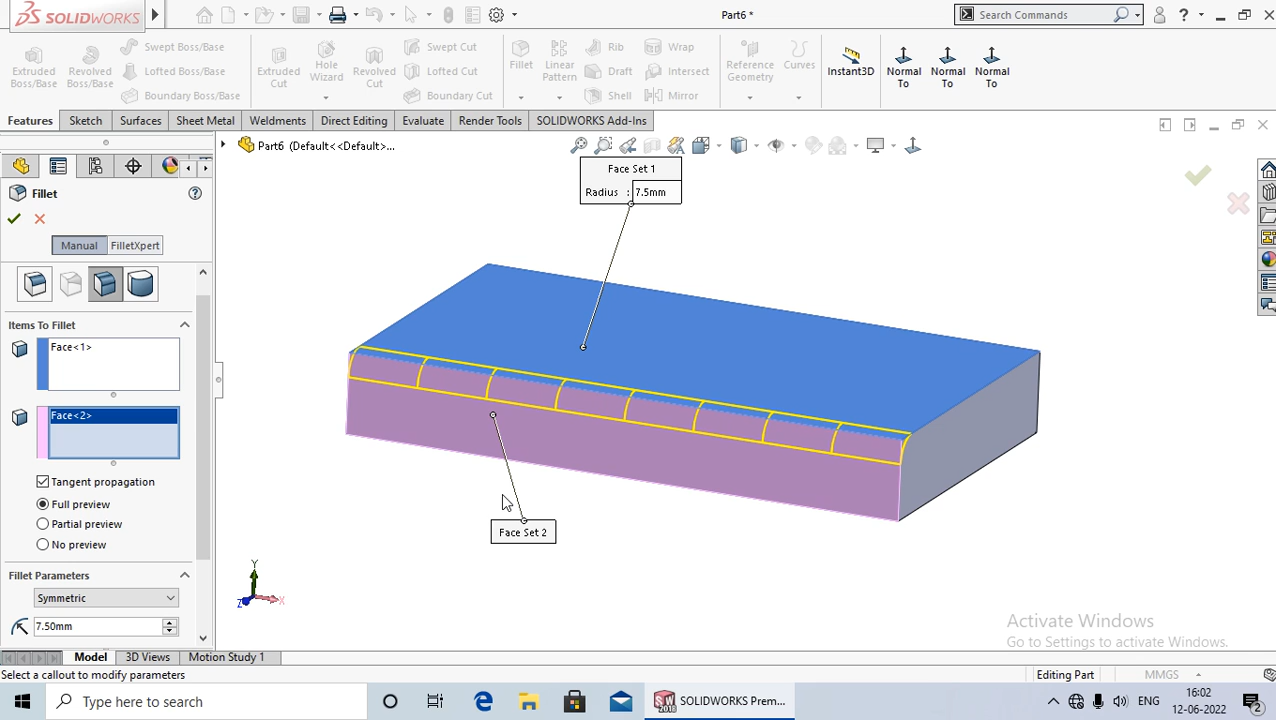 SOLIDWORKS
Part6 *
Search Commands
Extruded Boss/Base
Revolved Boss/Base
Swept Boss/Base
Lofted Boss/Base
Boundary Boss/Base
Extruded Cut
Hole Wizard
Revolved Cut
Swept Cut
Lofted Cut
Boundary Cut
Fillet
Linear Pattern
Rib
Draft
Shell
Wrap
Intersect
Mirror
Reference Geometry
Curves
Instant3D
Normal To
Normal To
Normal To
Features
Sketch
Surfaces
Sheet Metal
Weldments
Direct Editing
Evaluate
Render Tools
SOLIDWORKS Add-Ins
Part6 (Default<<Default>...
Fillet
Manual
FilletXpert
Items To Fillet
Face<1>
Face<2>
Tangent propagation
Full preview
Partial preview
No preview
Fillet Parameters
Symmetric
7.50mm
Face Set 1
Radius : 7.5mm
Face Set 2
Y
Z
X
Activate Windows
Go to Settings to activate Windows.
Model
3D Views
Motion Study 1
Select a callout to modify parameters
Editing Part
MMGS
Type here to search
SW 2018
SOLIDWORKS Prem...
ENG
16:02
12-06-2022
2